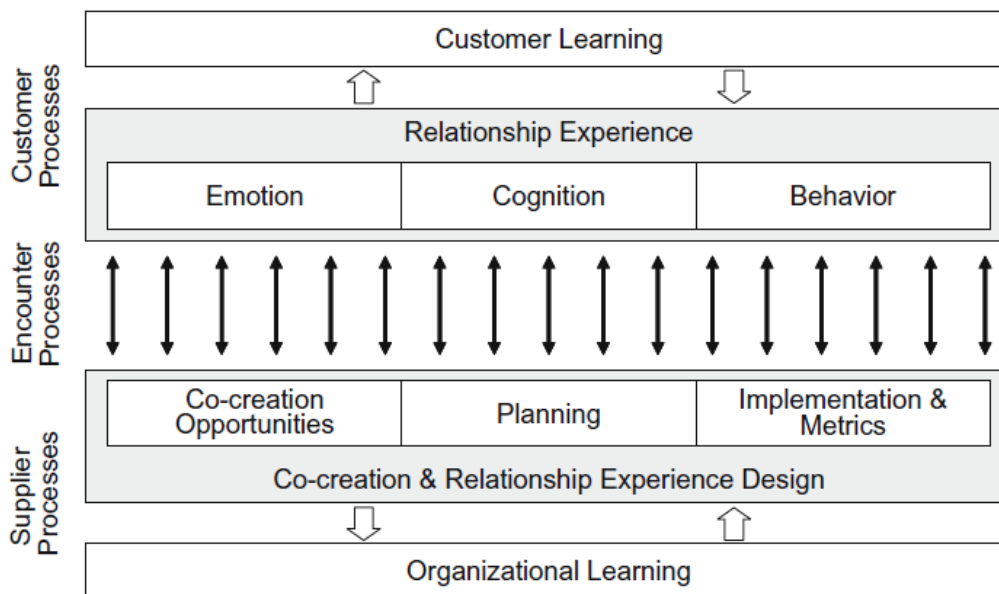 Customer Learning
Customer
Processes
Relationship Experience
Emotion
Cognition
Behavior
Encounter
Processes
Co-creation
Opportunities
Planning
Implementation &
Metrics
Supplier
Processes
Co-creation & Relationship Experience Design
Organizational Learning